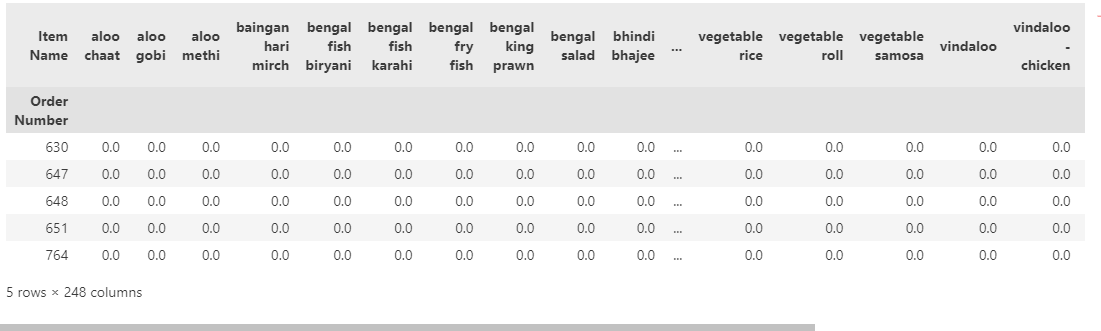 Item Name aloo chaat aloo gobi aloo methi baingan hari mirch bengal fish biryani bengal fish karahi bengal fry fish bengal king prawn bengal salad bhindi bhajee ... vegetable rice vegetable roll vegetable samosa vindaloo vindaloo - chicken
Order Number
630 0.0 0.0 0.0 0.0 0.0 0.0 0.0 0.0 0.0 0.0 ... 0.0 0.0 0.0 0.0 0.0
647 0.0 0.0 0.0 0.0 0.0 0.0 0.0 0.0 0.0 0.0 ... 0.0 0.0 0.0 0.0 0.0
648 0.0 0.0 0.0 0.0 0.0 0.0 0.0 0.0 0.0 0.0 ... 0.0 0.0 0.0 0.0 0.0
651 0.0 0.0 0.0 0.0 0.0 0.0 0.0 0.0 0.0 0.0 ... 0.0 0.0 0.0 0.0 0.0
764 0.0 0.0 0.0 0.0 0.0 0.0 0.0 0.0 0.0 0.0 ... 0.0 0.0 0.0 0.0 0.0
5 rows × 248 columns